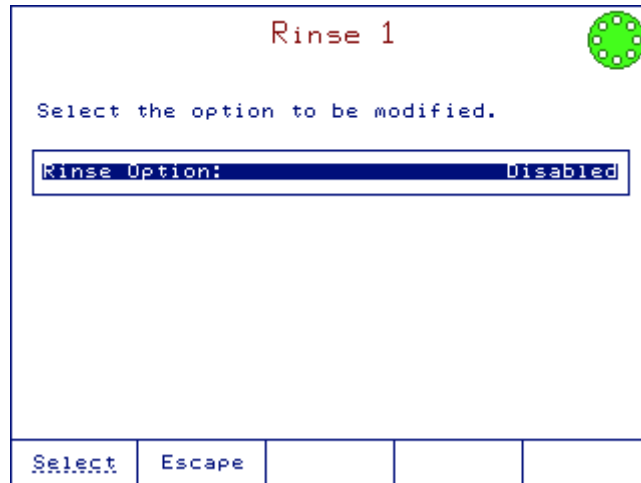 Rinse 1
Select the option to be modified.
Rinse Option: Disabled
Select Escape